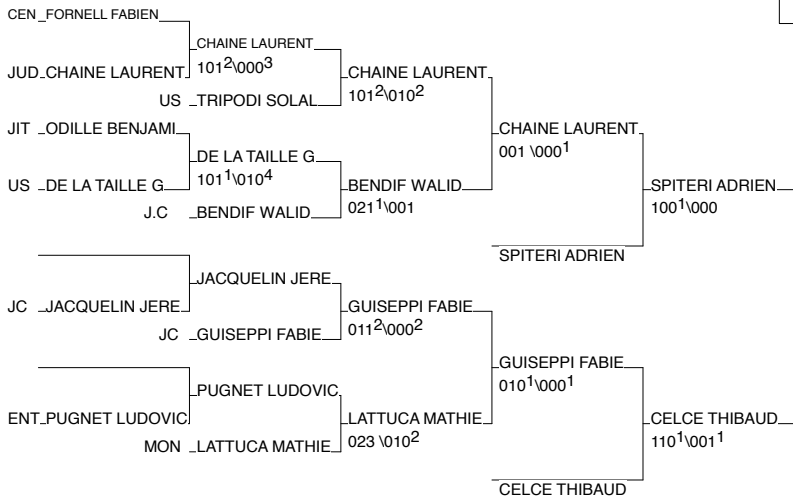 CEN FORNELL FABIEN
CHAINE LAURENT
101²\000³
JUD CHAINE LAURENT
CHAINE LAURENT
101²\010²
US TRIPODI SOLAL
JIT ODILLE BENJAMI
CHAINE LAURENT
001 \000¹
DE LA TAILLE G
101¹\010⁴
US DE LA TAILLE G
BENDIF WALID
021¹\001
SPITERI ADRIEN
100¹\000
J.C BENDIF WALID
SPITERI ADRIEN
JACQUELIN JERE
JC JACQUELIN JERE
GUISEPPI FABIE
011²\000²
JC GUISEPPI FABIE
GUISEPPI FABIE
010¹\000¹
PUGNET LUDOVIC
ENT PUGNET LUDOVIC
LATTUCA MATHIE
023 \010²
CELCE THIBAUD
110¹\001¹
MON LATTUCA MATHIE
CELCE THIBAUD